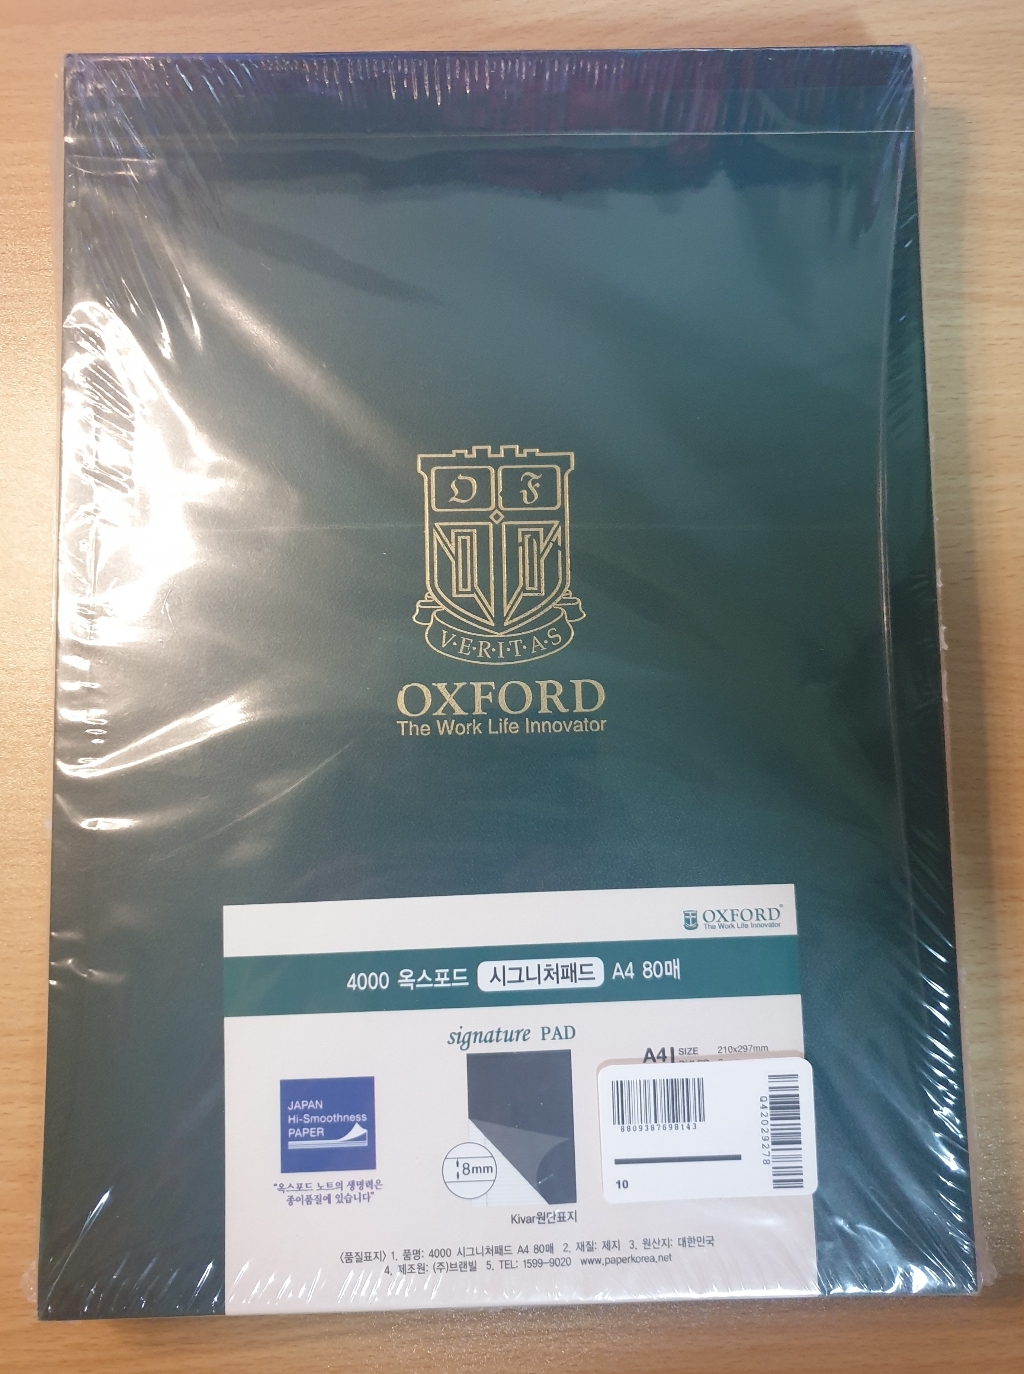 O F
V·E·R·I·T·A·S
OXFORD
The Work Life Innovator
OXFORD®
The Work Life Innovator
4000 옥스포드 시그니처패드 A4 80매
signature PAD
A4 SIZE 210x297mm
JAPAN
Hi-Smoothness
PAPER
8mm
"옥스포드 노트의 생명력은
종이품질에 있습니다"
Kivar원단표지
8809387698143
Q42029278
10
<품질표지> 1. 품명: 4000 시그니처패드 A4 80매 2. 재질: 제지 3. 원산지: 대한민국
4. 제조원: (주)브랜빌 5. TEL: 1599-9020 www.paperkorea.net